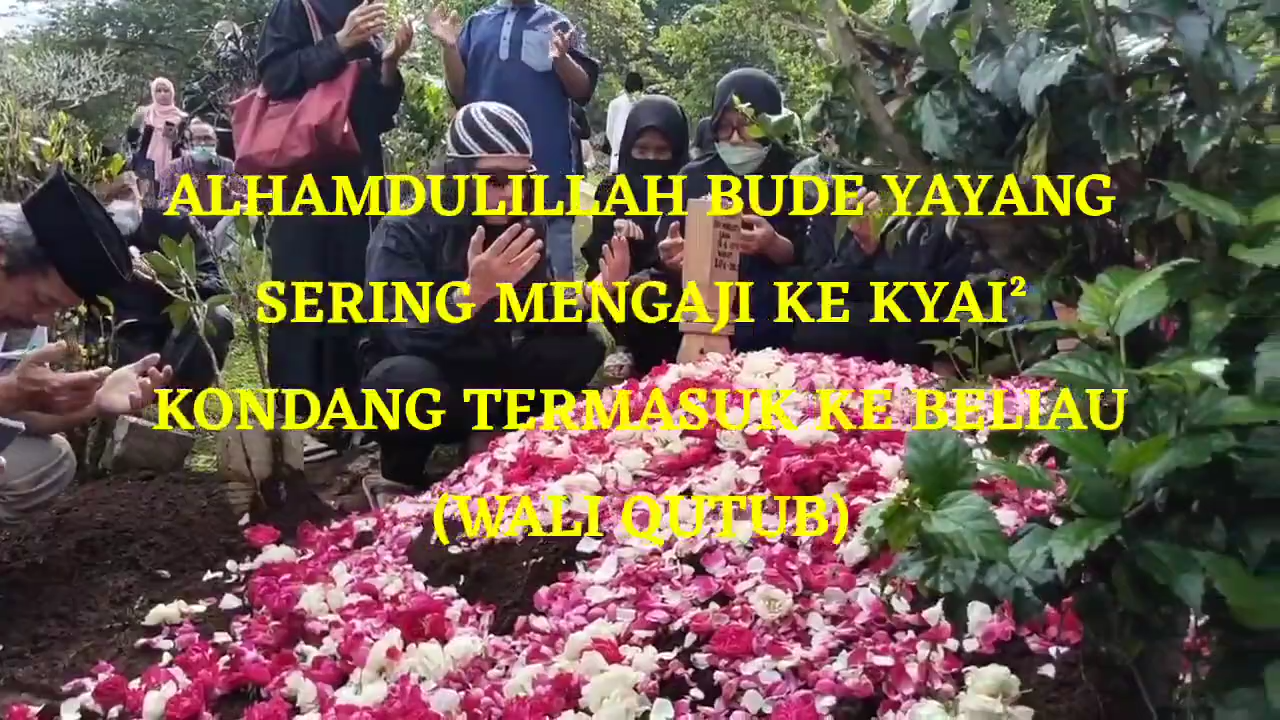 ALHAMDULILLAH BUDE YAYANG
SERING MENGAJI KE KYAI²
KONDANG TERMASUK KE BELIAU
(WALI QUTUB)